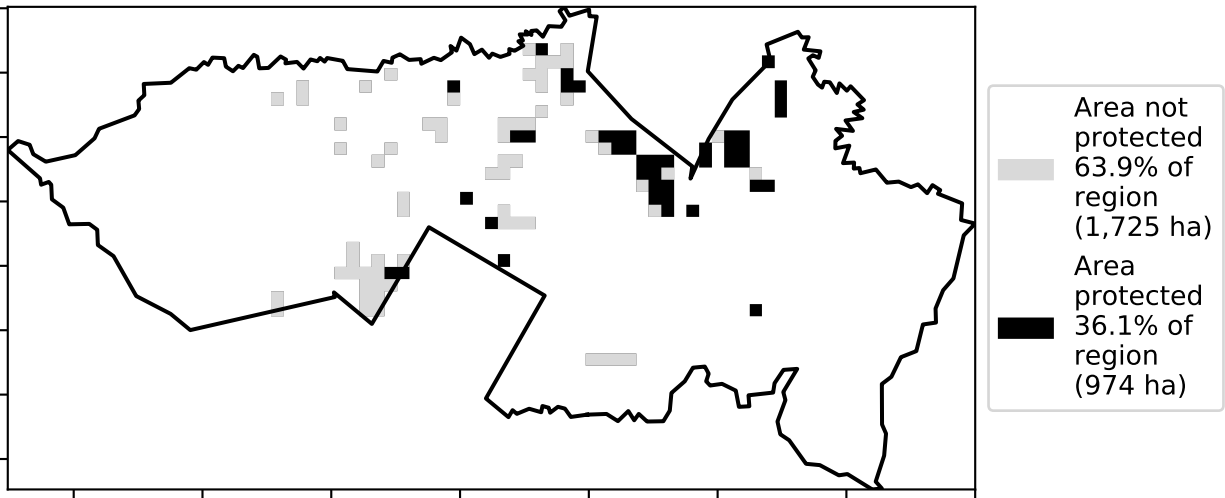 Area not
protected
63.9% of
region
(1,725 ha)
Area
protected
36.1% of
region
(974 ha)